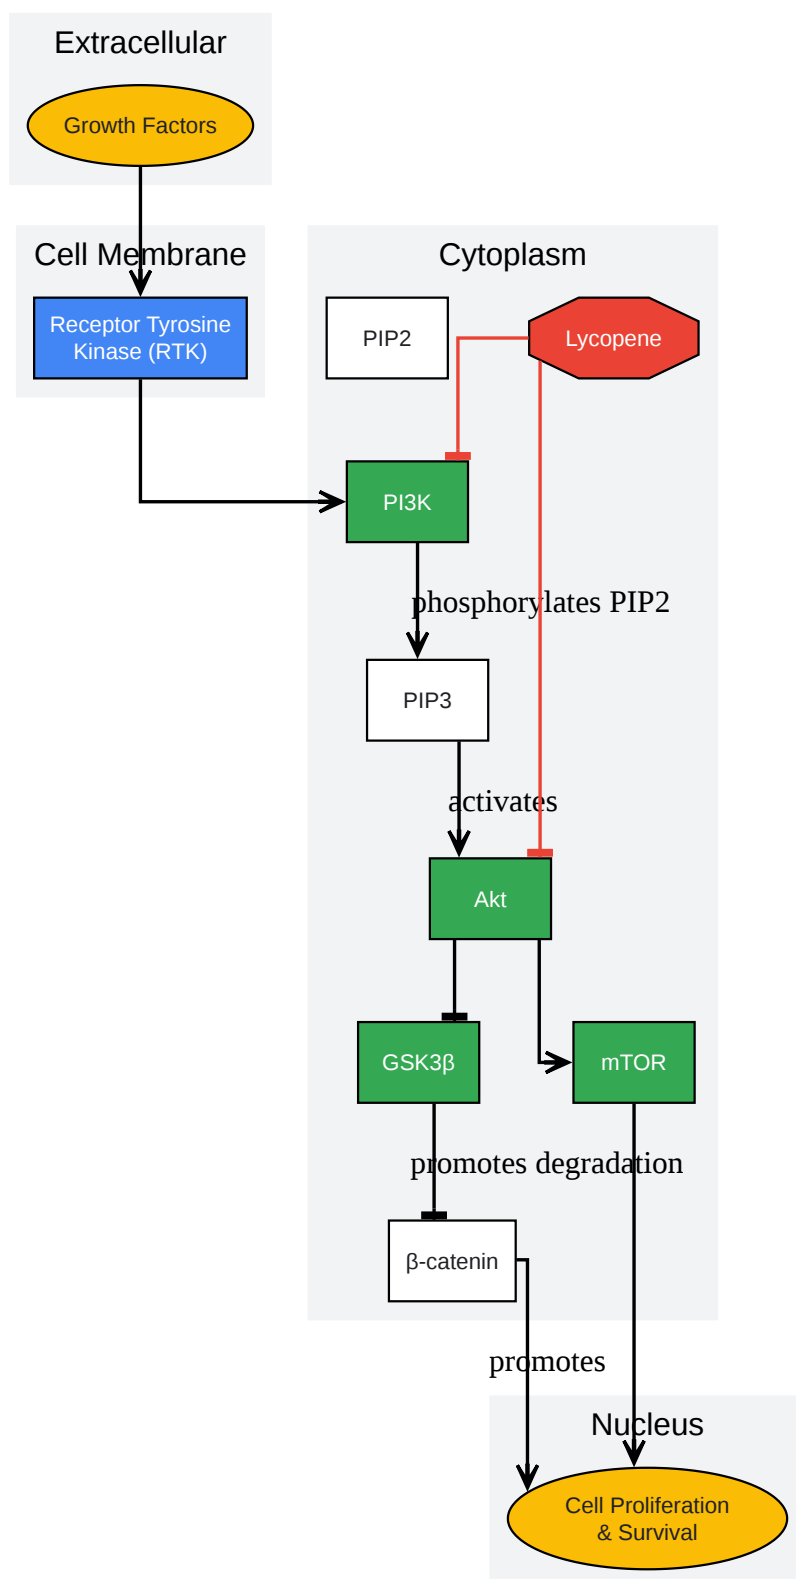 Extracellular
Growth Factors
Cell Membrane
Receptor Tyrosine
Kinase (RTK)
Cytoplasm
PIP2
Lycopene
PI3K
phosphorylates PIP2
PIP3
activates
Akt
GSK3β
mTOR
promotes degradation
β-catenin
promotes
Nucleus
Cell Proliferation
& Survival